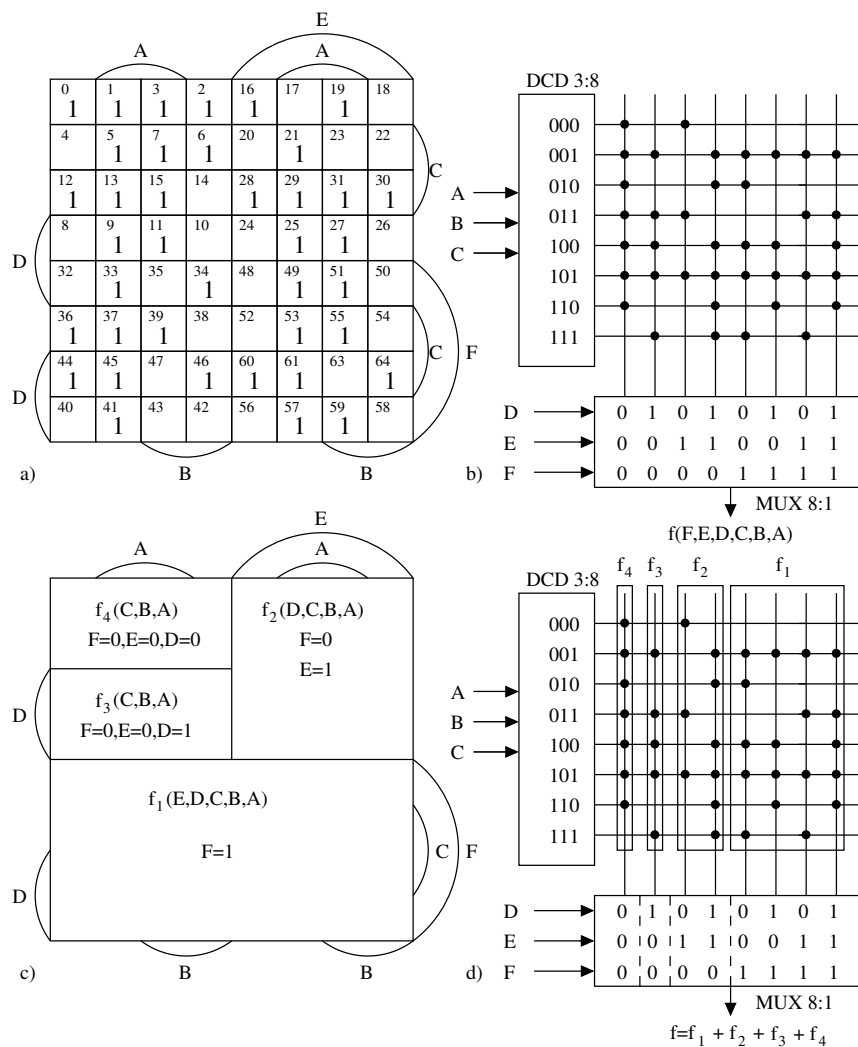 E
A
A
0 1 3 2 16 17 19 18
1 1 1 1 1 1
4 5 7 6 20 21 23 22
1 1 1 1
C
12 13 15 14 28 29 31 30
1 1 1 1 1 1 1
D
8 9 11 10 24 25 27 26
1 1 1 1
32 33 35 34 48 49 51 50
1 1 1 1
36 37 39 38 52 53 55 54
1 1 1 1 1
C
F
D
44 45 47 46 60 61 63 64
1 1 1 1 1 1
40 41 43 42 56 57 59 58
1 1 1
B
B
a)
DCD 3:8
000
001
010
011
100
101
110
111
A
B
C
D 0 1 0 1 0 1 0 1
E 0 0 1 1 0 0 1 1
F 0 0 0 0 1 1 1 1
b)
MUX 8:1
f(F,E,D,C,B,A)
E
A
A
f4(C,B,A)
F=0,E=0,D=0
f2(D,C,B,A)
F=0
E=1
D
f3(C,B,A)
F=0,E=0,D=1
f1(E,D,C,B,A)
F=1
C
F
D
B
B
c)
DCD 3:8
f4 f3 f2 f1
000
001
010
011
100
101
110
111
A
B
C
D 0 1 0 1 0 1 0 1
E 0 0 1 1 0 0 1 1
F 0 0 0 0 1 1 1 1
d)
MUX 8:1
f=f1 + f2 + f3 + f4